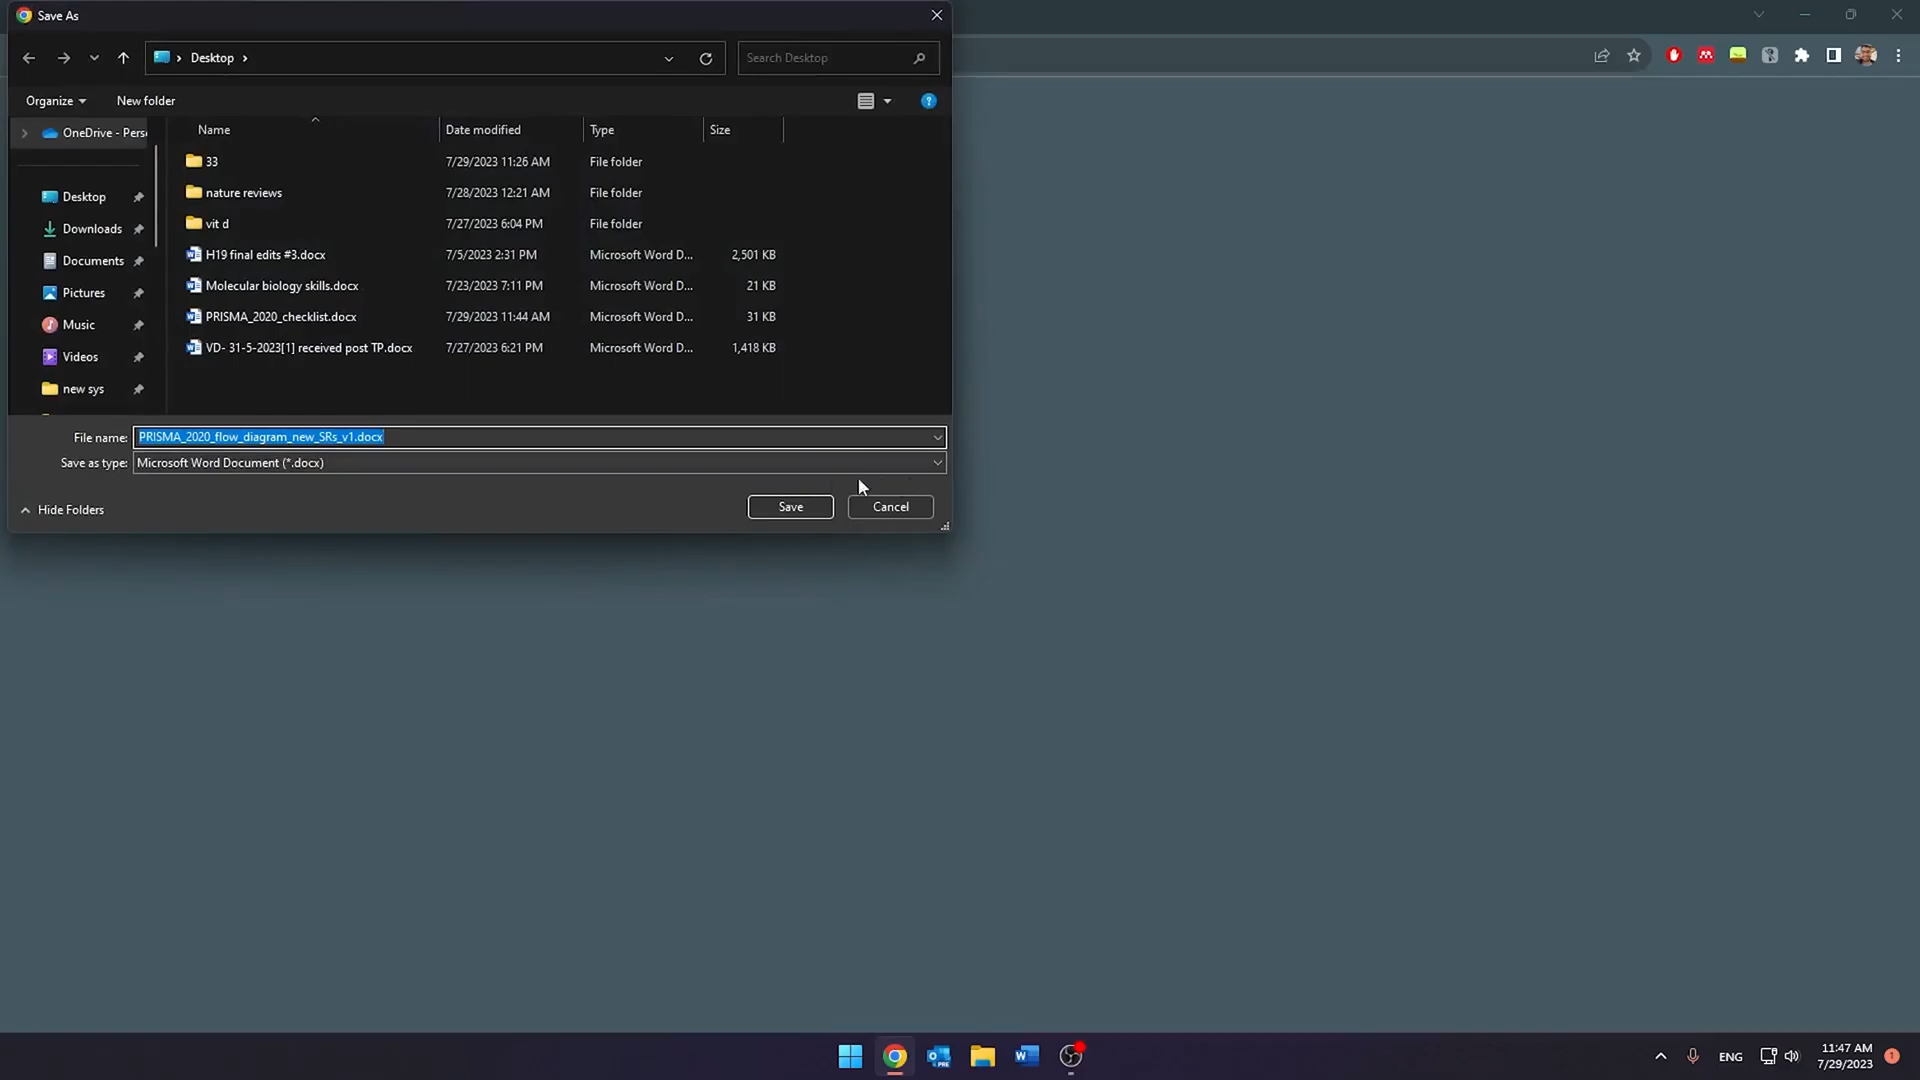 Save As
Desktop
Search Desktop
Organize
New folder
?
OneDrive - Pers
Name
Date modified
Type
Size
33
7/29/2023 11:26 AM
File folder
nature reviews
7/28/2023 12:21 AM
File folder
vit d
7/27/2023 6:04 PM
File folder
H19 final edits #3.docx
7/5/2023 2:31 PM
Microsoft Word D...
2,501 KB
Molecular biology skills.docx
7/23/2023 7:11 PM
Microsoft Word D...
21 KB
PRISMA_2020_checklist.docx
7/29/2023 11:44 AM
Microsoft Word D...
31 KB
VD- 31-5-2023[1] received post TP.docx
7/27/2023 6:21 PM
Microsoft Word D...
1,418 KB
Desktop
Downloads
Documents
Pictures
Music
Videos
new sys
File name:
PRISMA_2020_flow_diagram_new_SRs_v1.docx
Save as type:
Microsoft Word Document (*.docx)
Hide Folders
Save
Cancel
ENG
11:47 AM
7/29/2023
1